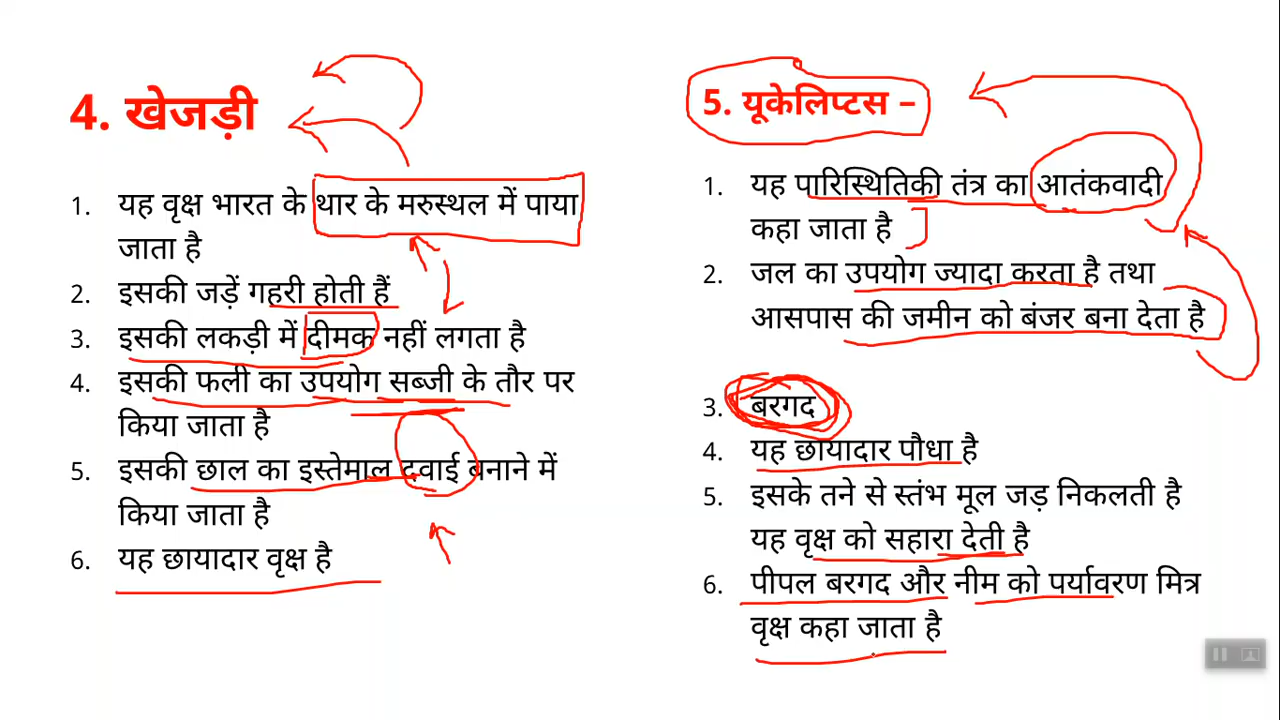 4. खेजड़ी
1. यह वृक्ष भारत के थार के मरुस्थल में पाया
जाता है
2. इसकी जड़ें गहरी होती हैं
3. इसकी लकड़ी में दीमक नहीं लगता है
4. इसकी फली का उपयोग सब्जी के तौर पर
किया जाता है
5. इसकी छाल का इस्तेमाल दवाई बनाने में
किया जाता है
6. यह छायादार वृक्ष है
5. यूकेलिप्टस –
1. यह पारिस्थितिकी तंत्र का आतंकवादी
कहा जाता है
2. जल का उपयोग ज्यादा करता है तथा
आसपास की जमीन को बंजर बना देता है
3. बरगद
4. यह छायादार पौधा है
5. इसके तने से स्तंभ मूल जड़ निकलती है
यह वृक्ष को सहारा देती है
6. पीपल बरगद और नीम को पर्यावरण मित्र
वृक्ष कहा जाता है